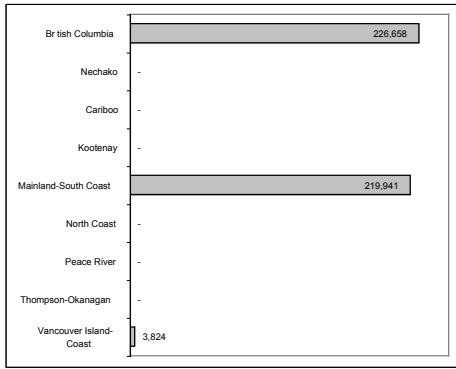 Br tish Columbia 226,658
Nechako -
Cariboo -
Kootenay -
Mainland-South Coast 219,941
North Coast -
Peace River -
Thompson-Okanagan -
Vancouver Island-
Coast 3,824